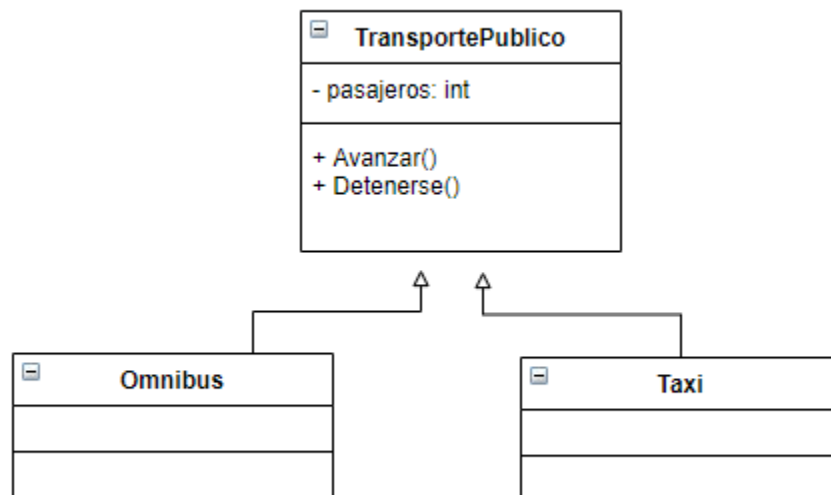 TransportePublico
- pasajeros: int
+ Avanzar()
+ Detenerse()
Omnibus
Taxi